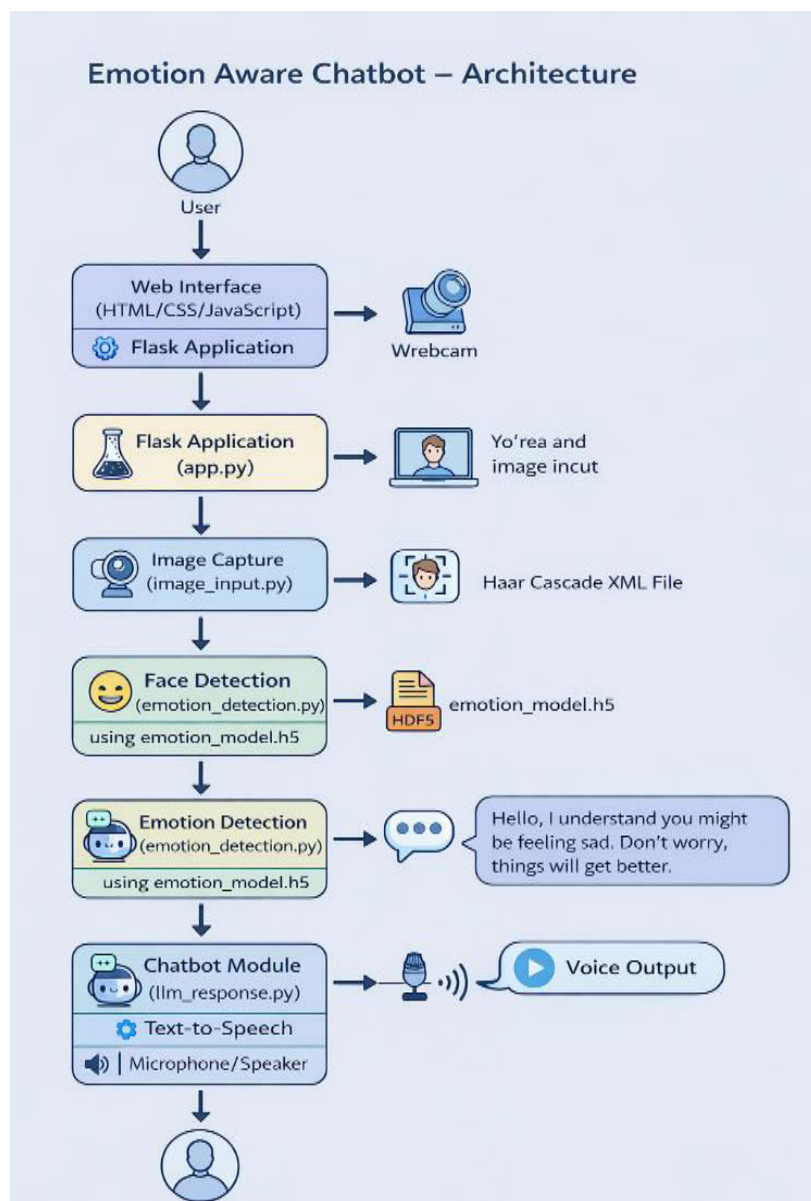 Emotion Aware Chatbot – Architecture
User
Web Interface
(HTML/CSS/JavaScript)
Flask Application
Wrebcam
Flask Application
(app.py)
Yo'rea and
image incut
Image Capture
(image_input.py)
Haar Cascade XML File
Face Detection
(emotion_detection.py)
using emotion_model.h5
HDF5
emotion_model.h5
Emotion Detection
(emotion_detection.py)
using emotion_model.h5
Hello, I understand you might
be feeling sad. Don't worry,
things will get better.
Chatbot Module
(llm_response.py)
Text-to-Speech
Microphone/Speaker
Voice Output